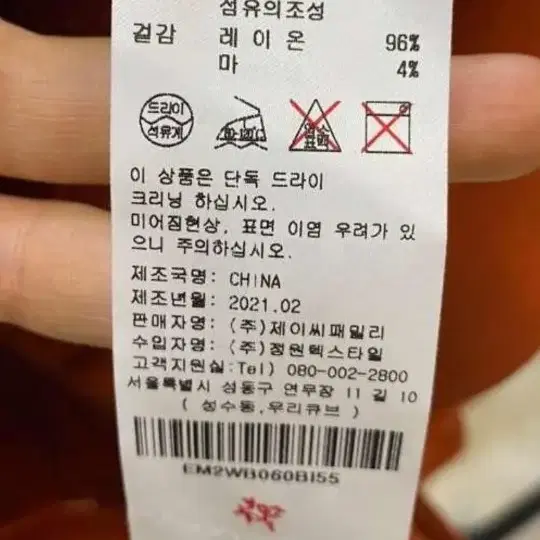 섬유의조성
겉감 레이온 96%
마 4%
드라이
석유계
80~120℃
염소
표백
이 상품은 단독 드라이
크리닝 하십시오.
미어짐현상, 표면 이염 우려가 있
으니 주의하십시오.
제조국명: CHINA
제조년월: 2021.02
판매자명: (주)제이씨패밀리
수입자명: (주)정원텍스타일
고객지원실:Tel) 080-002-2800
서울특별시 성동구 연무장 11 길 10
( 성수동,우리큐브 )
EM2WB060BI55